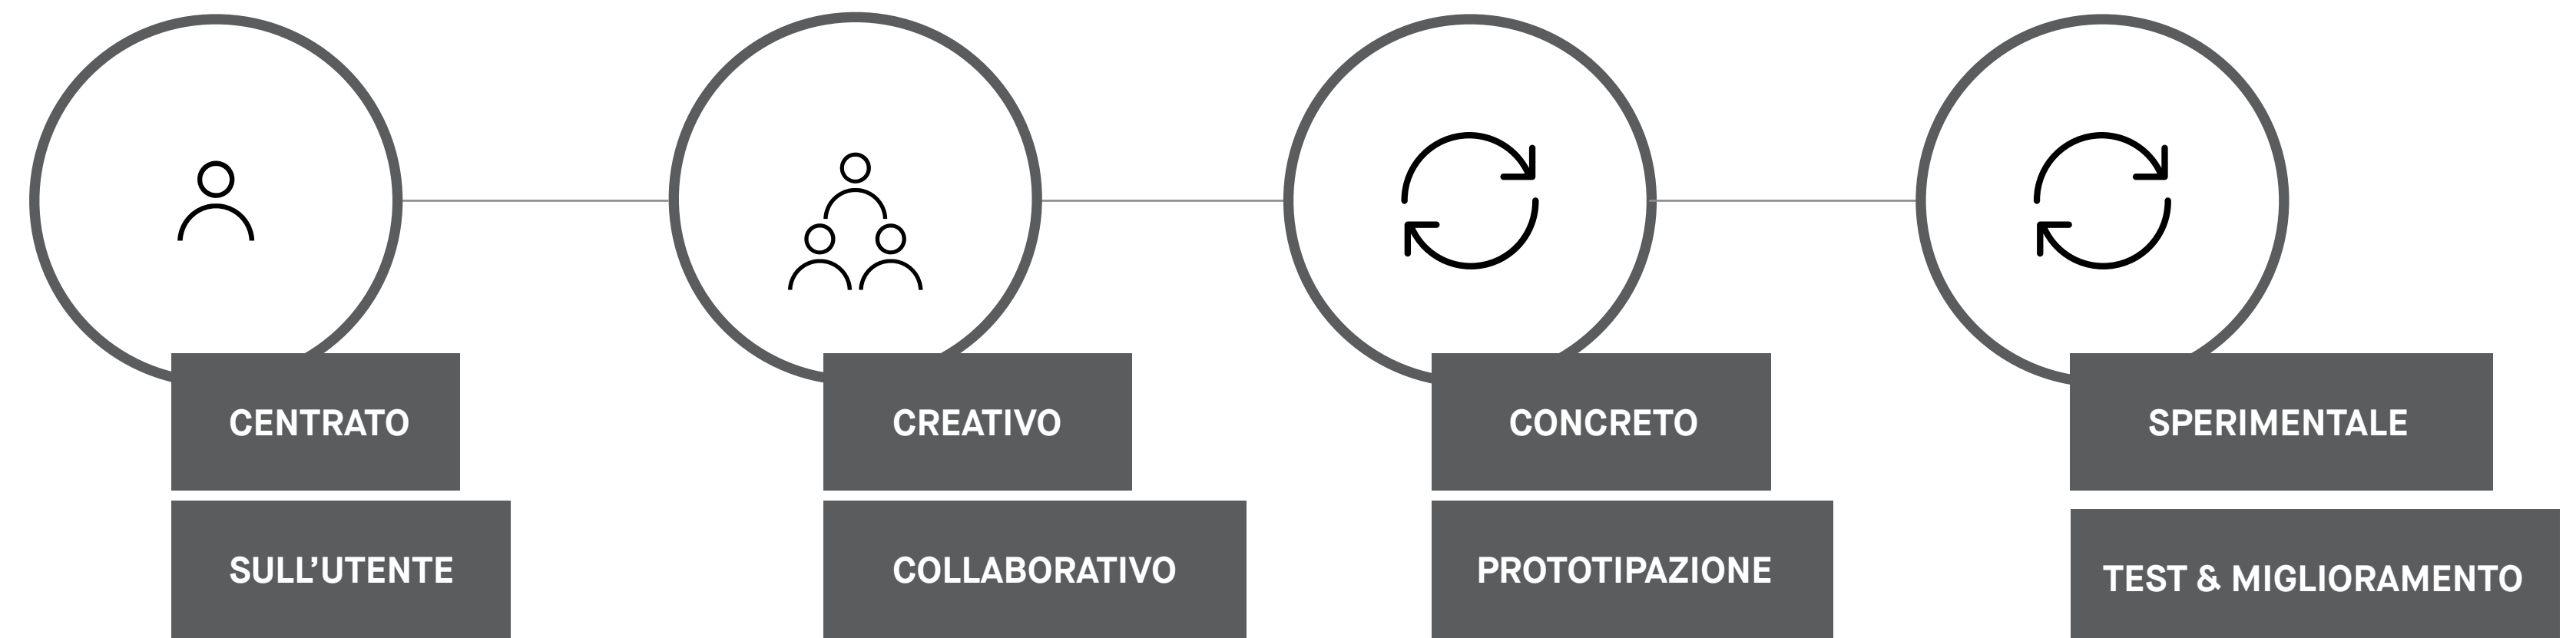 CENTRATO
SULL’UTENTE
CREATIVO
COLLABORATIVO
CONCRETO
PROTOTIPAZIONE
SPERIMENTALE
TEST & MIGLIORAMENTO